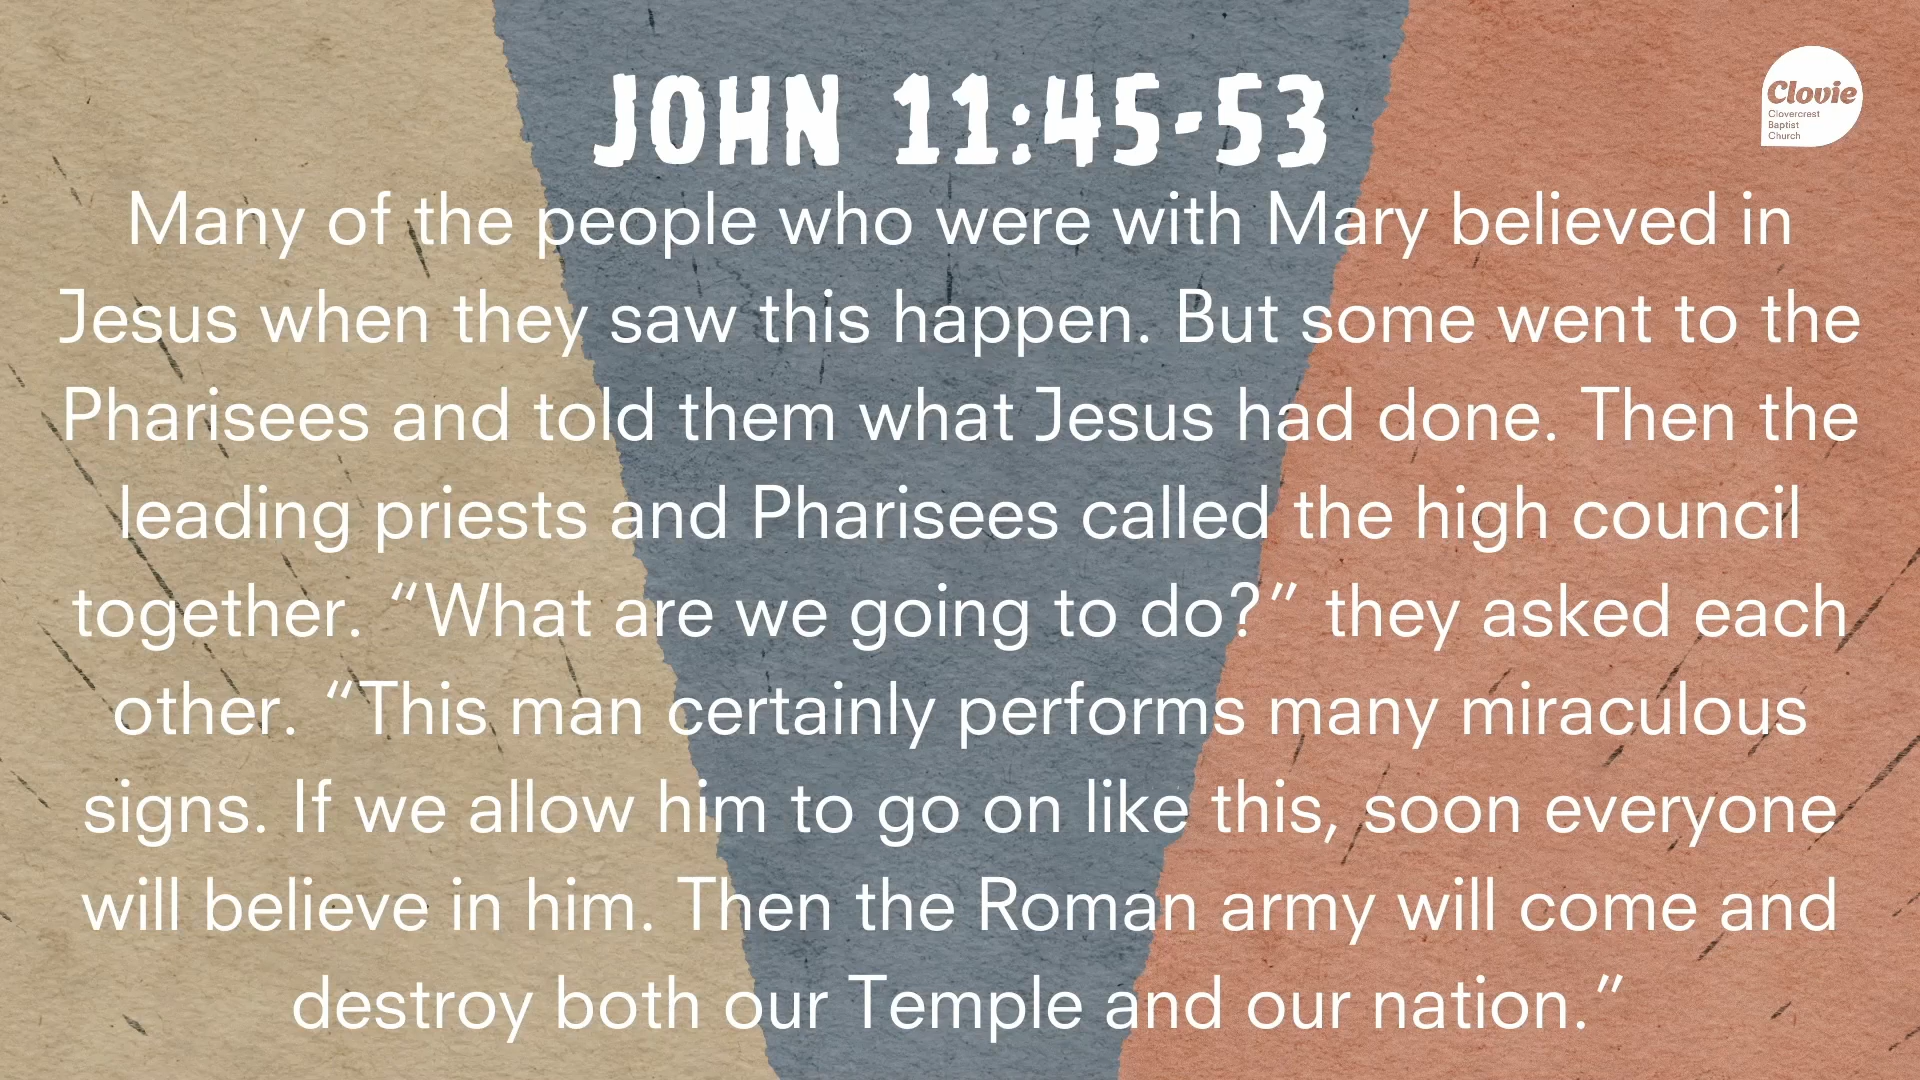 JOHN 11:45-53
Clovie
Clovercrest
Baptist
Church
Many of the people who were with Mary believed in
Jesus when they saw this happen. But some went to the
Pharisees and told them what Jesus had done. Then the
leading priests and Pharisees called the high council
together. “What are we going to do?” they asked each
other. “This man certainly performs many miraculous
signs. If we allow him to go on like this, soon everyone
will believe in him. Then the Roman army will come and
destroy both our Temple and our nation.”